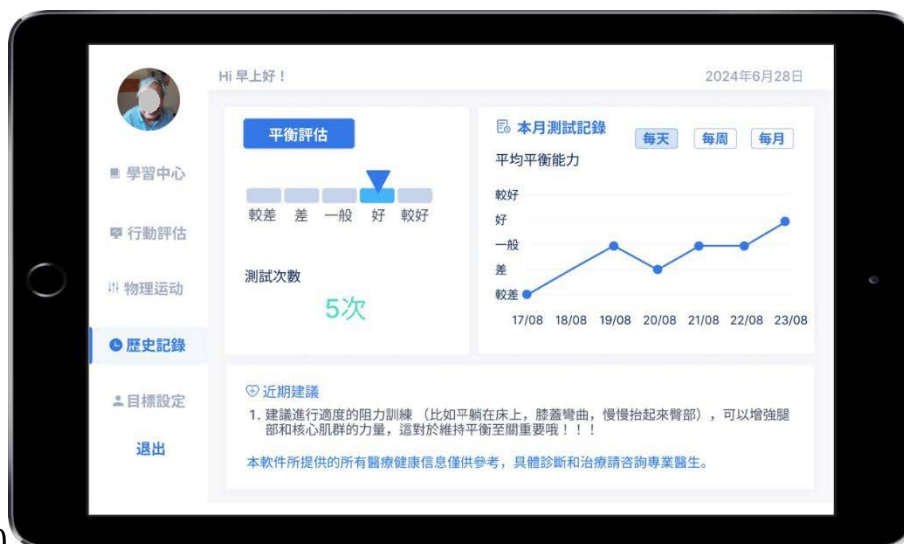 Hi 早上好！
2024年6月28日
學習中心
行動評估
物理运动
歷史記錄
目標設定
退出
平衡評估
較差 差 一般 好 較好
測試次數
5次
本月測試記錄
每天 每周 每月
平均平衡能力
較好
好
一般
差
較差
17/08 18/08 19/08 20/08 21/08 22/08 23/08
近期建議
1. 建議進行適度的阻力訓練 （比如平躺在床上，膝蓋彎曲，慢慢抬起來臀部），可以增強腿
部和核心肌群的力量，這對於維持平衡至關重要哦！！！
本軟件所提供的所有醫療健康信息僅供參考，具體診斷和治療請咨詢專業醫生。
)